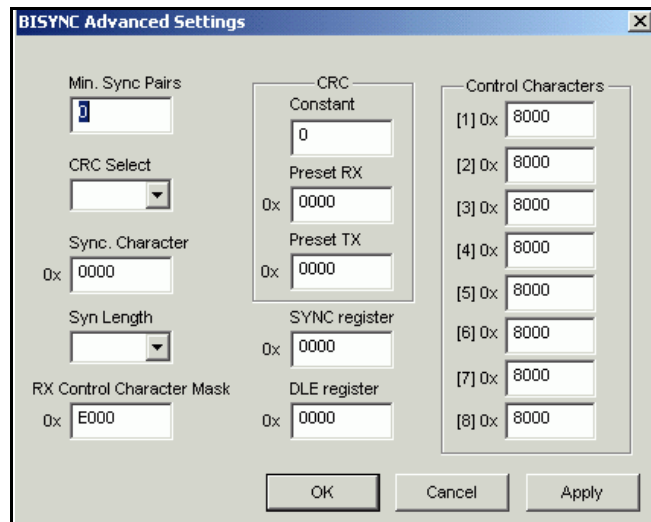 BISYNC Advanced Settings
Min. Sync Pairs
0
CRC Select
Sync. Character
0x 0000
Syn Length
RX Control Character Mask
0x E000
CRC
Constant
0
Preset RX
0x 0000
Preset TX
0x 0000
SYNC register
0x 0000
DLE register
0x 0000
Control Characters
[1] 0x 8000
[2] 0x 8000
[3] 0x 8000
[4] 0x 8000
[5] 0x 8000
[6] 0x 8000
[7] 0x 8000
[8] 0x 8000
OK Cancel Apply